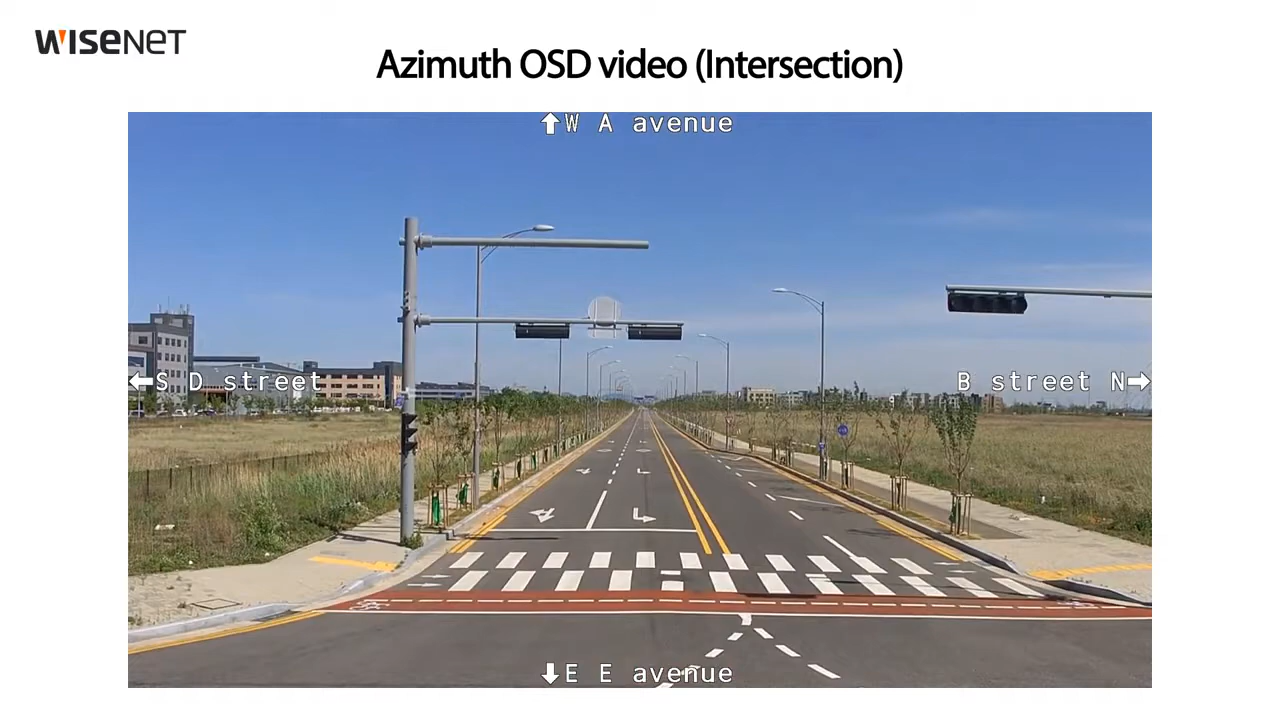 WISENET
Azimuth OSD video (Intersection)
⬆W A avenue
⬅S D street
B street N➡
⬇E E avenue